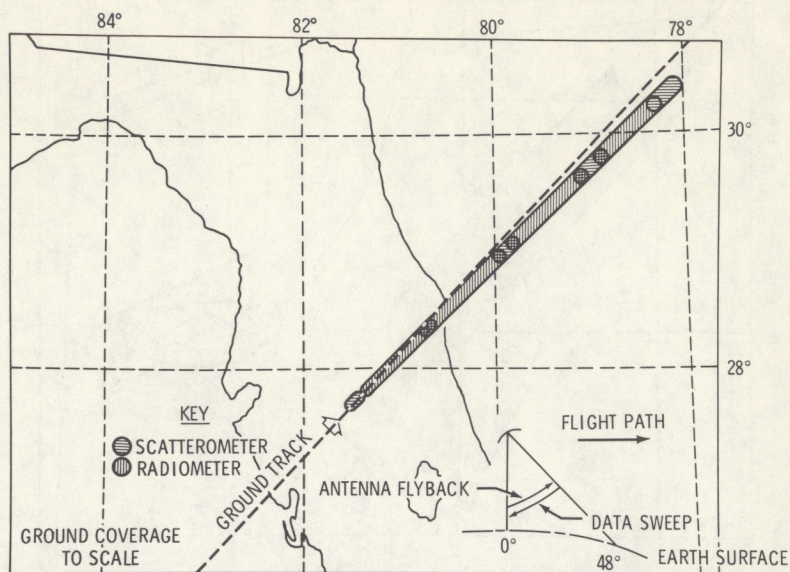 84°
82°
80°
78°
30°
28°
KEY
SCATTEROMETER
RADIOMETER
GROUND TRACK
FLIGHT PATH
ANTENNA FLYBACK
DATA SWEEP
0°
48°
EARTH SURFACE
GROUND COVERAGE
TO SCALE